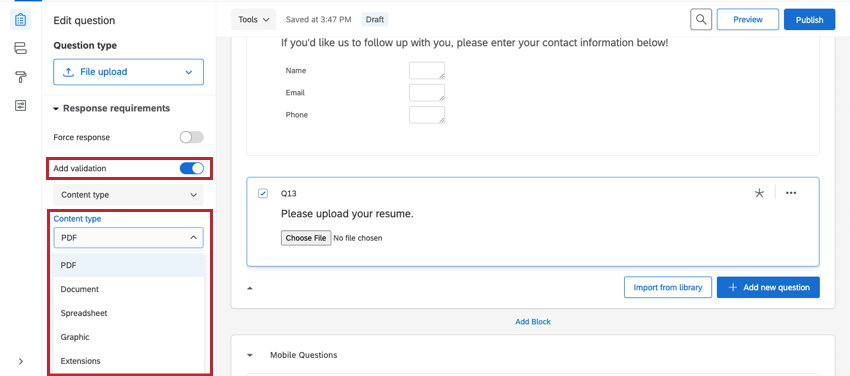 Edit question
Question type
File upload
Response requirements
Force response
Add validation
Content type
Content type
PDF
PDF
Document
Spreadsheet
Graphic
Extensions
Tools
Saved at 3:47 PM
Draft
Preview
Publish
If you'd like us to follow up with you, please enter your contact information below!
Name
Email
Phone
Q13
Please upload your resume.
Choose File No file chosen
Import from library
Add new question
Add Block
Mobile Questions